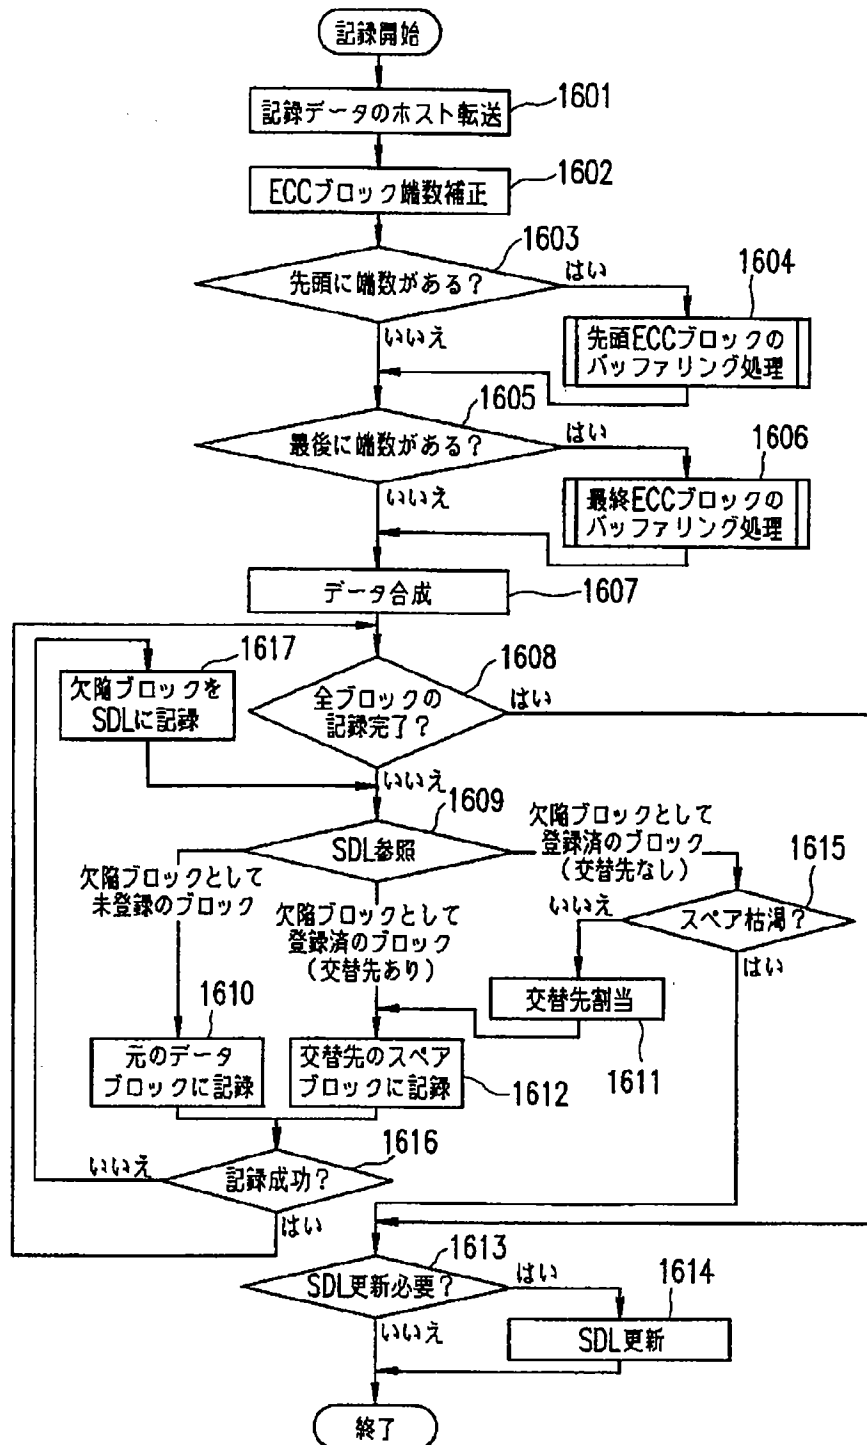 記録開始
記録データのホスト転送
1601
ECCブロック端数補正
1602
1603
先頭に端数がある?
はい
いいえ
1604
先頭ECCブロックの
バッファリング処理
1605
最後に端数がある?
はい
いいえ
1606
最終ECCブロックの
バッファリング処理
データ合成
1607
1617
欠陥ブロックを
SDLに記録
1608
全ブロックの
記録完了?
はい
いいえ
1609
SDL参照
欠陥ブロックとして
未登録のブロック
欠陥ブロックとして
登録済のブロック
(交替先あり)
欠陥ブロックとして
登録済のブロック
(交替先なし)
1615
スペア枯渇?
いいえ
はい
交替先割当
1611
1610
元のデータ
ブロックに記録
交替先のスペア
ブロックに記録
1612
1616
記録成功?
いいえ
はい
1613
SDL更新必要?
はい
いいえ
1614
SDL更新
終了